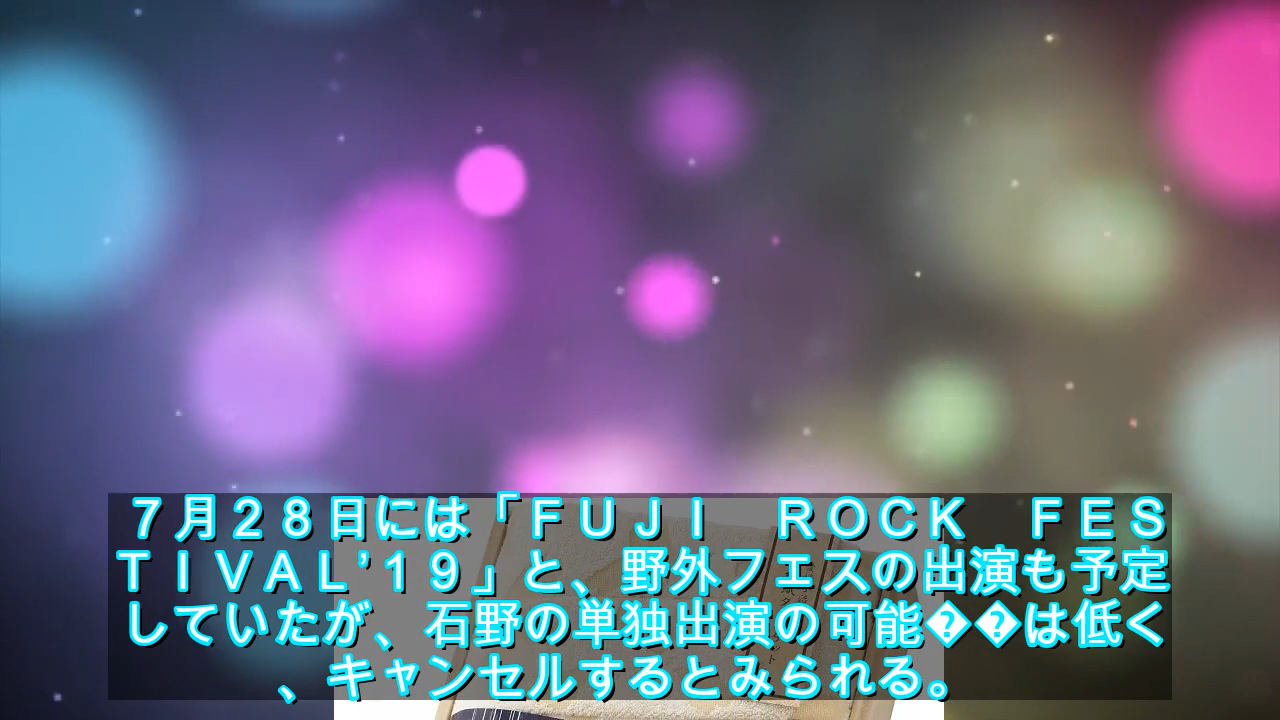 ７月２８日には「ＦＵＪＩ　ＲＯＣＫ　ＦＥＳ
ＴＩＶＡＬ’１９」と、野外フェスの出演も予定
していたが、石野の単独出演の可能��は低く
、キャンセルするとみられる。